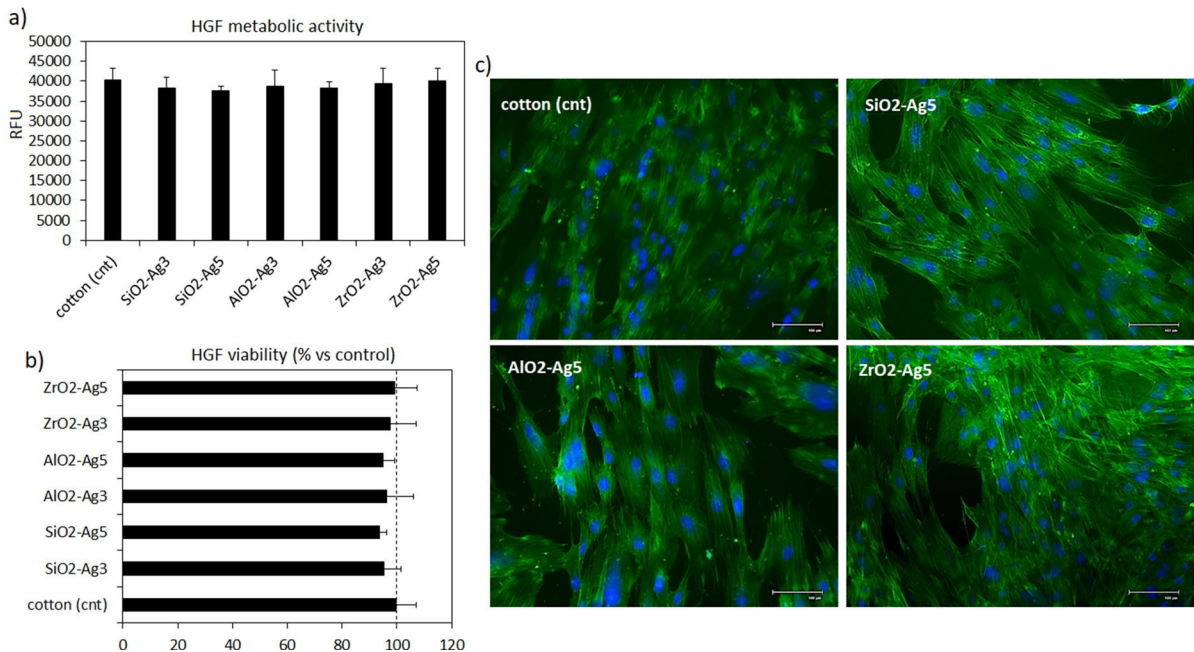 a)
HGF metabolic activity
50000
45000
40000
35000
30000
25000
20000
15000
10000
5000
0
RFU
cotton (cnt)
SiO2-Ag3
SiO2-Ag5
AlO2-Ag3
AlO2-Ag5
ZrO2-Ag3
ZrO2-Ag5
b)
HGF viability (% vs control)
ZrO2-Ag5
ZrO2-Ag3
AlO2-Ag5
AlO2-Ag3
SiO2-Ag5
SiO2-Ag3
cotton (cnt)
0 20 40 60 80 100 120
c)
cotton (cnt)
SiO2-Ag5
AlO2-Ag5
ZrO2-Ag5